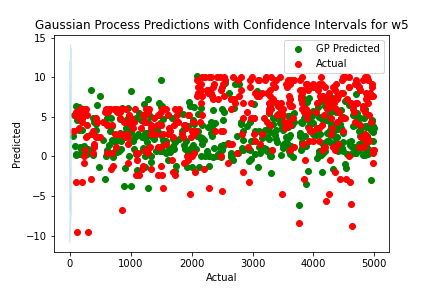 Gaussian Process Predictions with Confidence Intervals for w5
GP Predicted
Actual
15
10
5
0
−5
−10
Predicted
0
1000
2000
3000
4000
5000
Actual